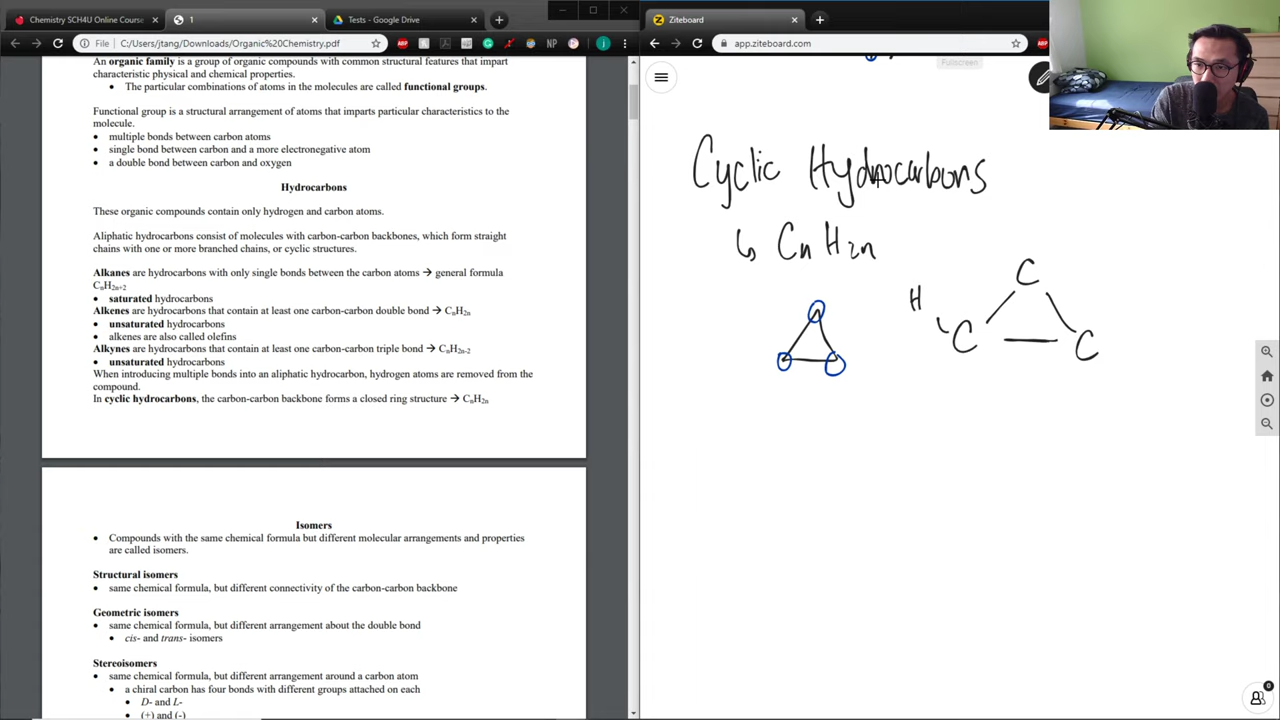 Chemistry SCH4U Online Course
1
Tests - Google Drive
File
C:/Users/jtang/Downloads/Organic%20Chemistry.pdf
ABP
NP
j
An organic family is a group of organic compounds with common structural features that impart
characteristic physical and chemical properties.
• The particular combinations of atoms in the molecules are called functional groups.
Functional group is a structural arrangement of atoms that imparts particular characteristics to the
molecule.
• multiple bonds between carbon atoms
• single bond between carbon and a more electronegative atom
• a double bond between carbon and oxygen
Hydrocarbons
These organic compounds contain only hydrogen and carbon atoms.
Aliphatic hydrocarbons consist of molecules with carbon-carbon backbones, which form straight
chains with one or more branched chains, or cyclic structures.
Alkanes are hydrocarbons with only single bonds between the carbon atoms → general formula
CnH2n+2
• saturated hydrocarbons
Alkenes are hydrocarbons that contain at least one carbon-carbon double bond → CnH2n
• unsaturated hydrocarbons
• alkenes are also called olefins
Alkynes are hydrocarbons that contain at least one carbon-carbon triple bond → CnH2n-2
• unsaturated hydrocarbons
When introducing multiple bonds into an aliphatic hydrocarbon, hydrogen atoms are removed from the
compound.
In cyclic hydrocarbons, the carbon-carbon backbone forms a closed ring structure → CnH2n
Isomers
• Compounds with the same chemical formula but different molecular arrangements and properties
are called isomers.
Structural isomers
• same chemical formula, but different connectivity of the carbon-carbon backbone
Geometric isomers
• same chemical formula, but different arrangement about the double bond
• cis- and trans- isomers
Stereoisomers
• same chemical formula, but different arrangement around a carbon atom
• a chiral carbon has four bonds with different groups attached on each
• D- and L-
• (+) and (-)
Ziteboard
app.ziteboard.com
ABP
Fullscreen
Cyclic Hydrocarbons
↳ CnH2n
C
H
C
C
0